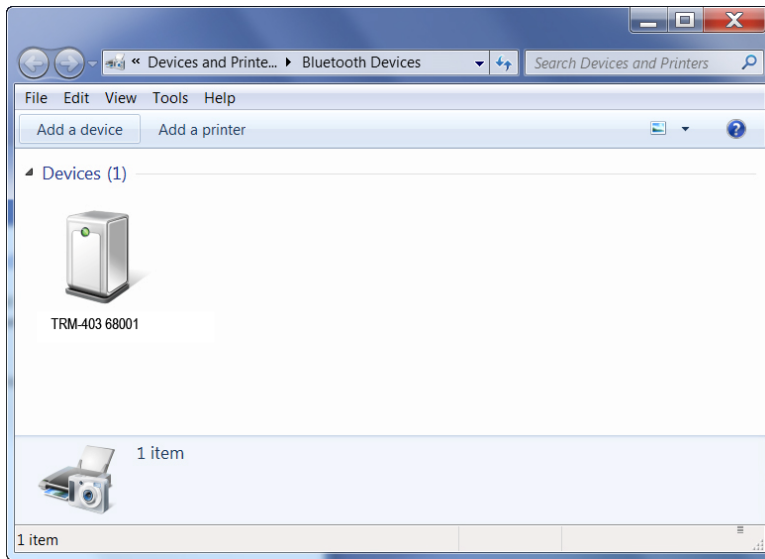 « Devices and Printe... Bluetooth Devices Search Devices and Printers
File Edit View Tools Help
Add a device Add a printer
Devices (1)
TRM-403 68001
1 item
1 item